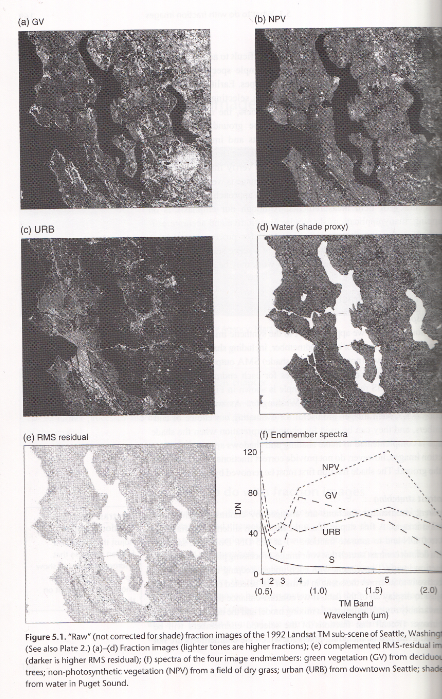 (a) GV
(b) NPV
(c) URB
(d) Water (shade proxy)
(e) RMS residual
(f) Endmember spectra
120
80
40
0
DN
NPV
GV
URB
S
1 2 3 4 5
(0.5) (1.0) (1.5) (2.0)
TM Band
Wavelength (μm)
Figure 5.1. "Raw" (not corrected for shade) fraction images of the 1992 Landsat TM sub-scene of Seattle,
(See also Plate 2.) (a)–(d) Fraction images (lighter tones are higher fractions); (e) complemented RMS-residual
(darker is higher RMS residual); (f) spectra of the four image endmembers: green vegetation (GV) from
trees; non-photosynthetic vegetation (NPV) from a field of dry grass; urban (URB) from downtown Seattle;
from water in Puget Sound.